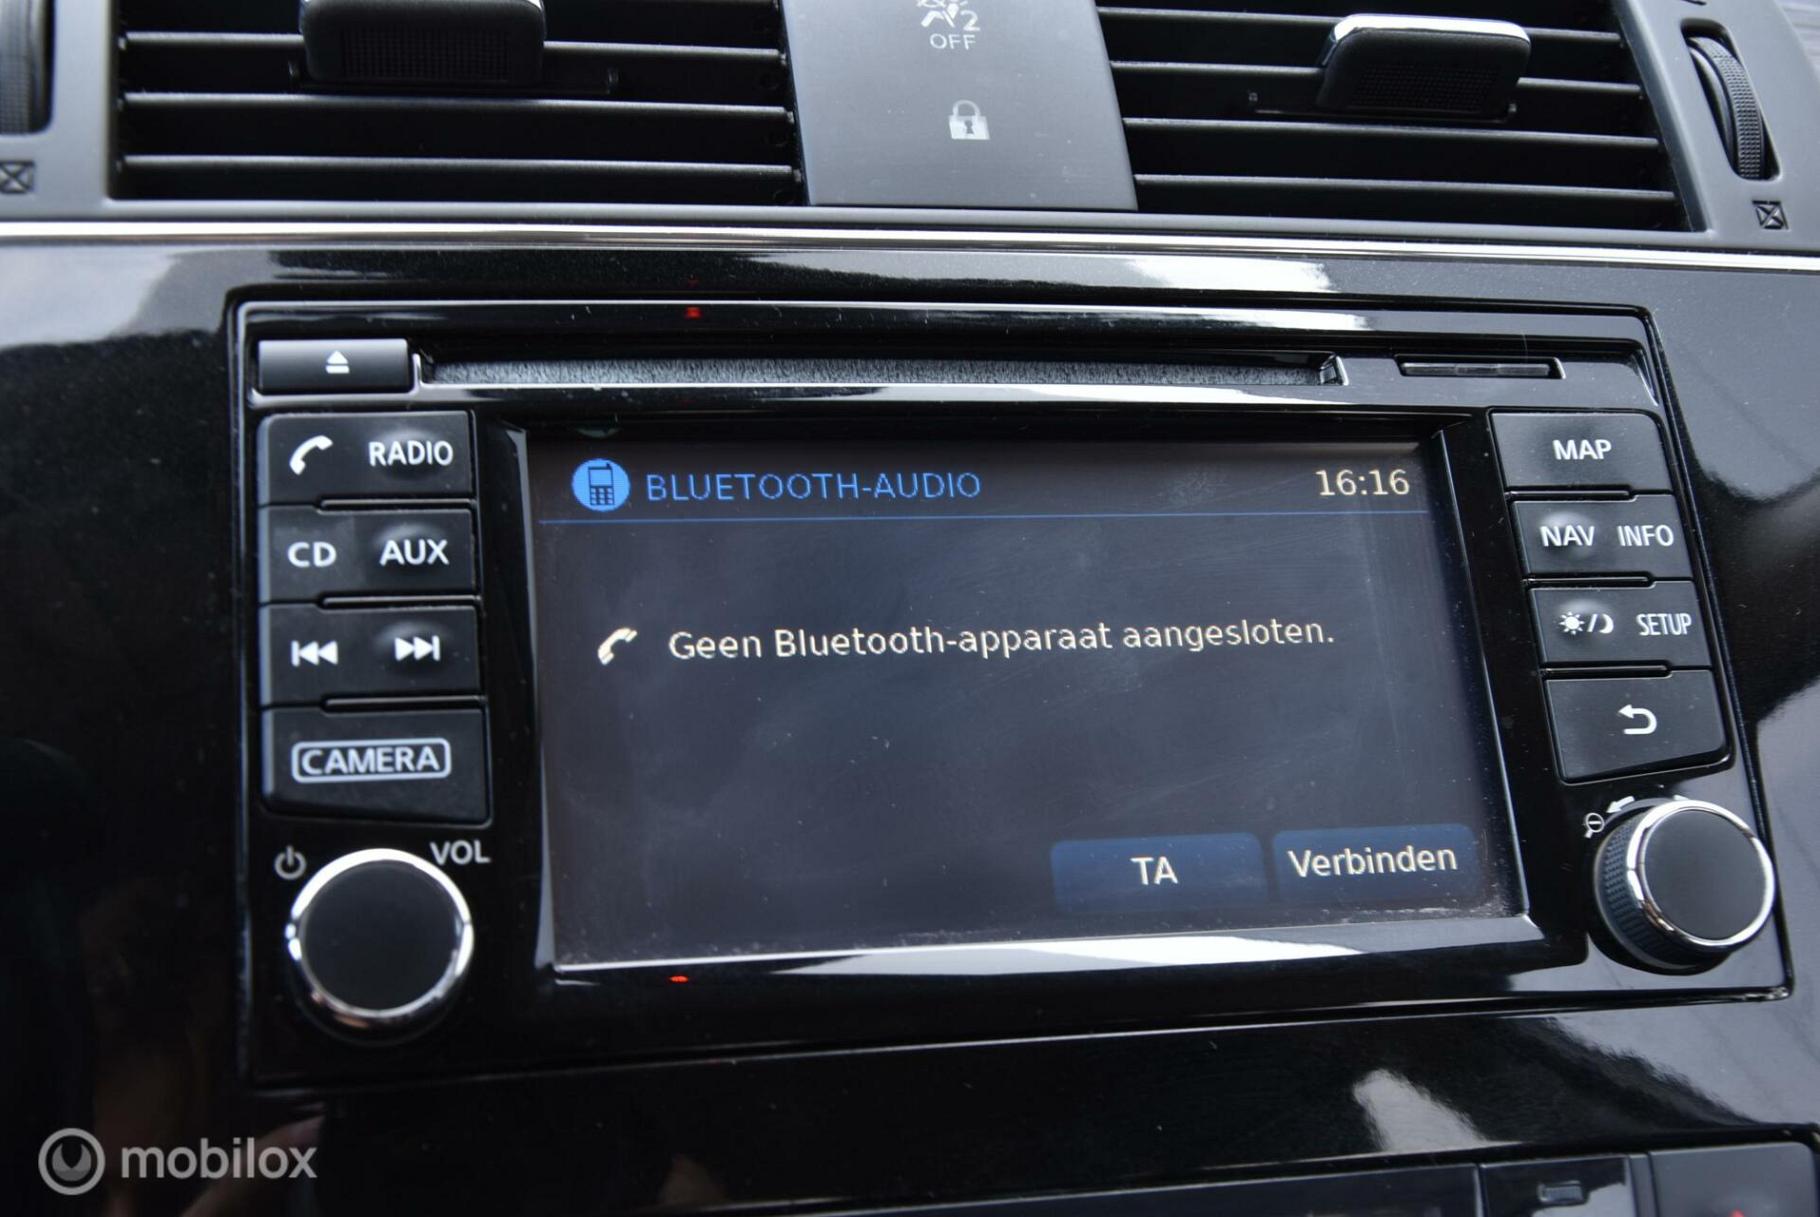 2
OFF
RADIO
MAP
BLUETOOTH-AUDIO
16:16
CD
AUX
NAV
INFO
Geen Bluetooth-apparaat aangesloten.
SETUP
CAMERA
VOL
TA
Verbinden
mobilox